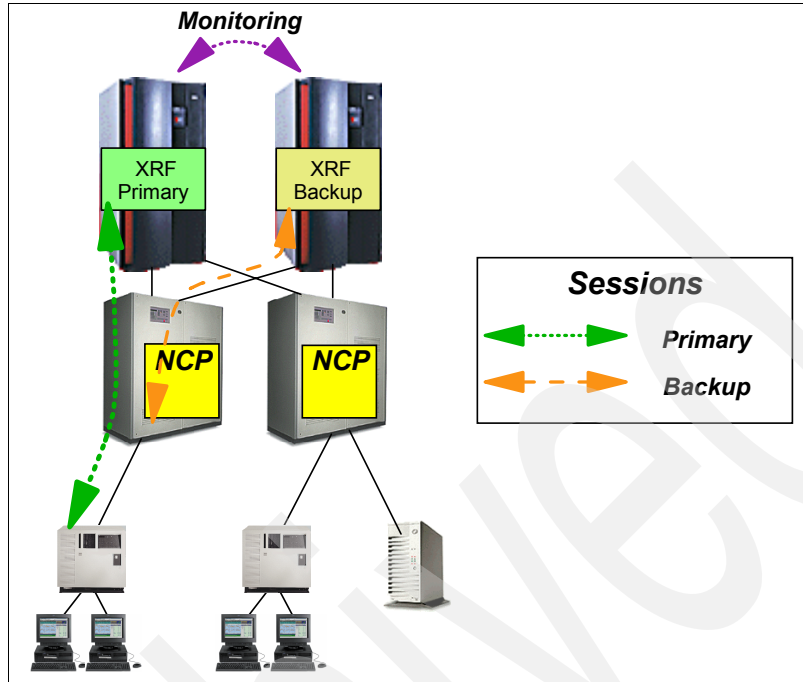 Monitoring
XRF
Primary
XRF
Backup
NCP
NCP
Sessions
Primary
Backup